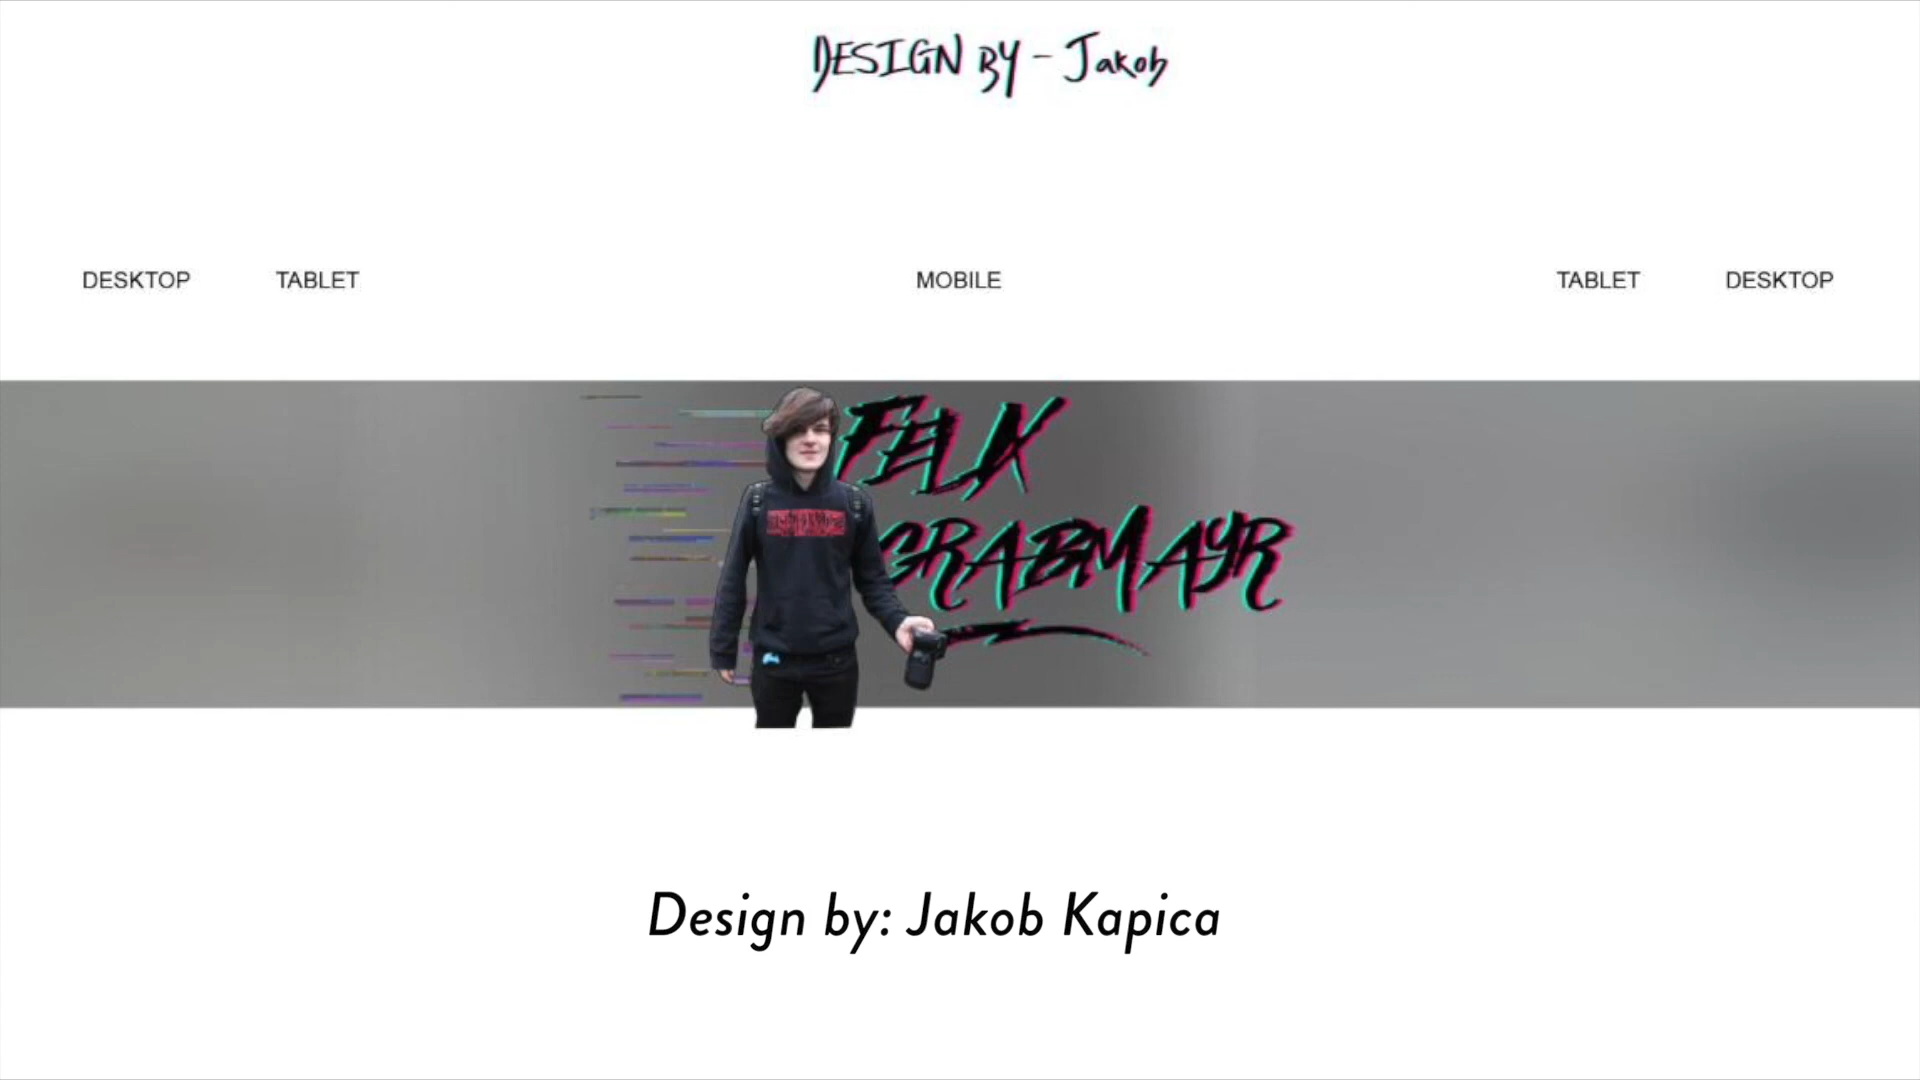 DESIGN BY - Jakob
DESKTOP TABLET MOBILE TABLET DESKTOP
FELIX
GRABMAYR
Design by: Jakob Kapica